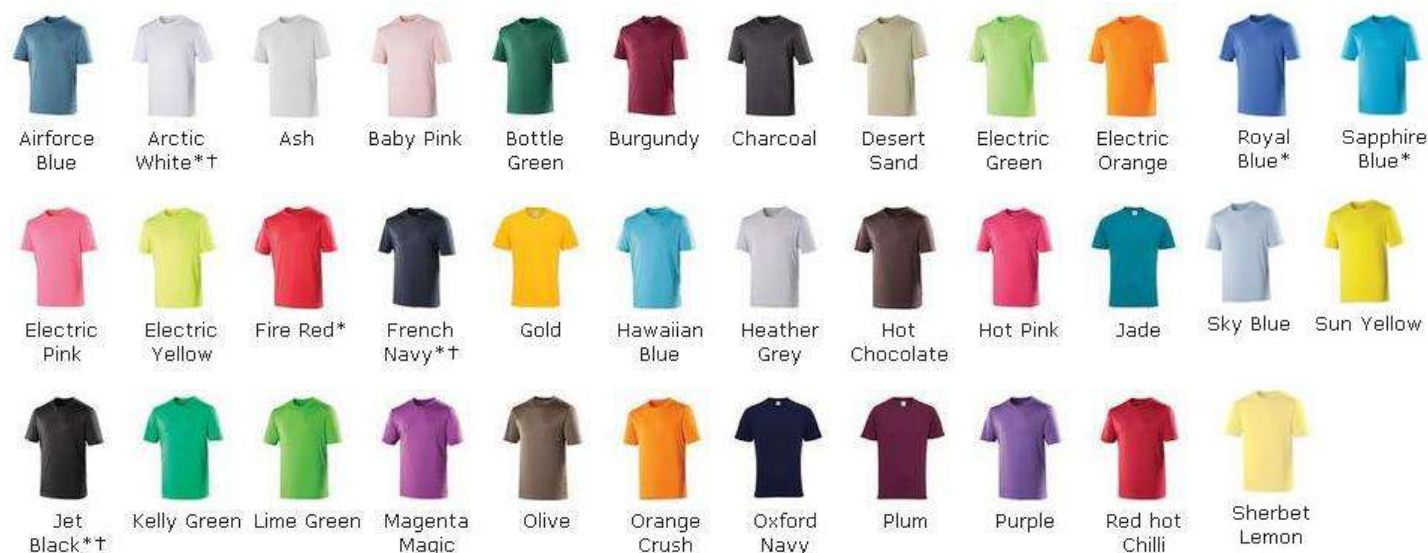 Airforce
Blue
Arctic
White*†
Ash
Baby Pink
Bottle
Green
Burgundy
Charcoal
Desert
Sand
Electric
Green
Electric
Orange
Royal
Blue*
Sapphire
Blue*
Electric
Pink
Electric
Yellow
Fire Red*
French
Navy*†
Gold
Hawaiian
Blue
Heather
Grey
Hot
Chocolate
Hot Pink
Jade
Sky Blue
Sun Yellow
Jet
Black*†
Kelly Green
Lime Green
Magenta
Magic
Olive
Orange
Crush
Oxford
Navy
Plum
Purple
Red hot
Chilli
Sherbet
Lemon